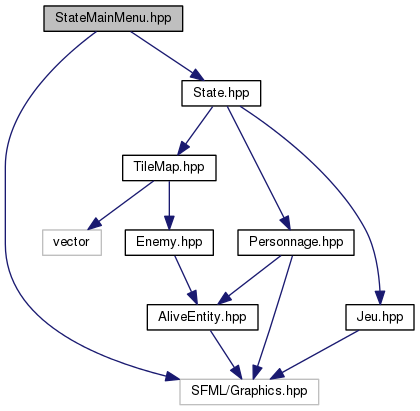 StateMainMenu.hpp
State.hpp
TileMap.hpp
vector
Enemy.hpp
Personnage.hpp
AliveEntity.hpp
Jeu.hpp
SFML/Graphics.hpp